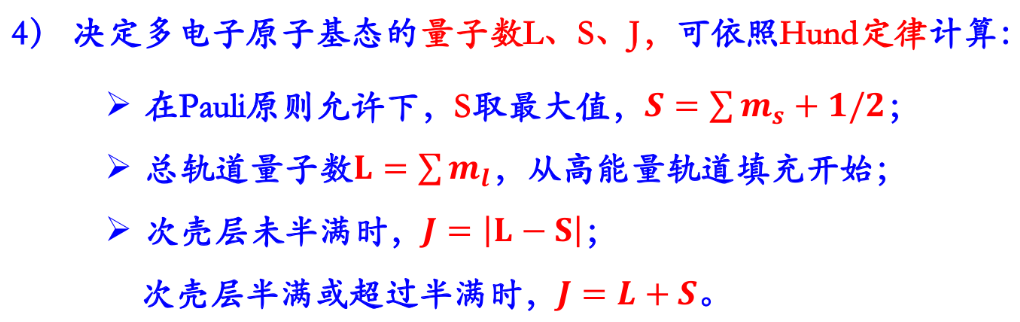 4） 决定多电子原子基态的量子数L、S、J，可依照Hund定律计算：
➢ 在Pauli原则允许下，S取最大值，S = ∑ mₛ + 1/2；
➢ 总轨道量子数L = ∑ mₗ，从高能量轨道填充开始；
➢ 次壳层未半满时，J = |L − S|；
次壳层半满或超过半满时，J = L + S。